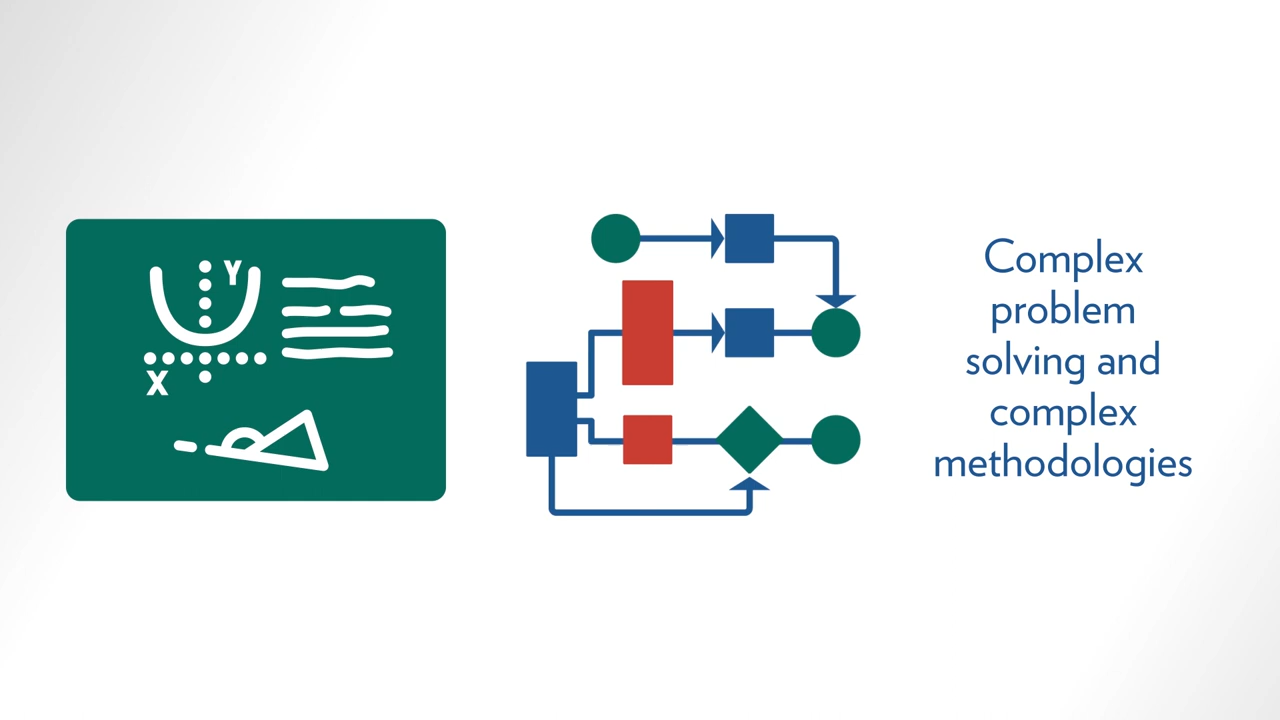 Y
X
Complex
problem
solving and
complex
methodologies